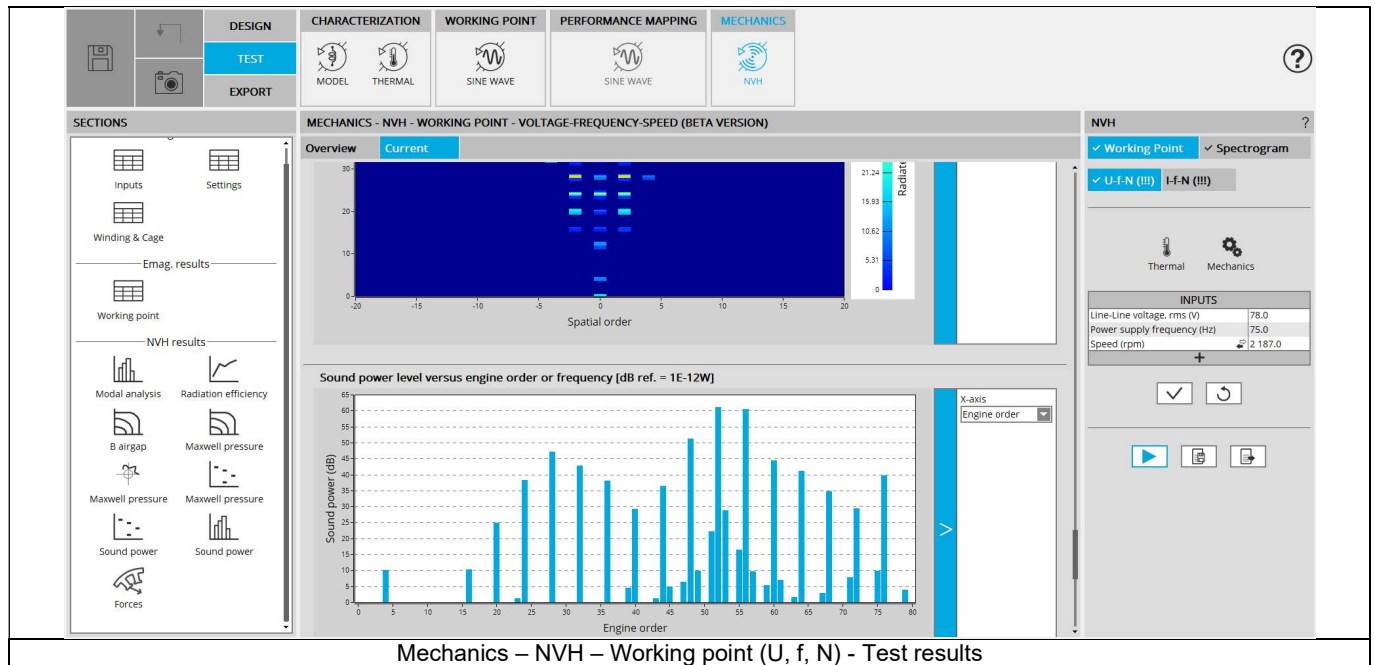 DESIGN
TEST
EXPORT
CHARACTERIZATION
MODEL THERMAL
WORKING POINT
SINE WAVE
PERFORMANCE MAPPING
SINE WAVE
MECHANICS
NVH
?
SECTIONS
Inputs Settings
Winding & Cage
Emag. results
Working point
NVH results
Modal analysis Radiation efficiency
B airgap Maxwell pressure
Maxwell pressure Maxwell pressure
Sound power Sound power
Forces
MECHANICS - NVH - WORKING POINT - VOLTAGE-FREQUENCY-SPEED (BETA VERSION)
Overview Current
30
20
10
0
-20 -15 -10 -5 0 5 10 15 20
Spatial order
21.24
15.93
10.62
5.31
0
Sound power level versus engine order or frequency [dB ref. = 1E-12W]
65
60
55
50
45
40
35
30
25
20
15
10
5
0
Sound power (dB)
0 5 10 15 20 25 30 35 40 45 50 55 60 65 70 75 80
Engine order
>
X-axis
Engine order
NVH ?
Working Point Spectrogram
U-f-N (!!!) I-f-N (!!!)
Thermal Mechanics
INPUTS
Line-Line voltage, rms (V) 78.0
Power supply frequency (Hz) 75.0
Speed (rpm) 2 187.0
+
Mechanics – NVH – Working point (U, f, N) - Test results